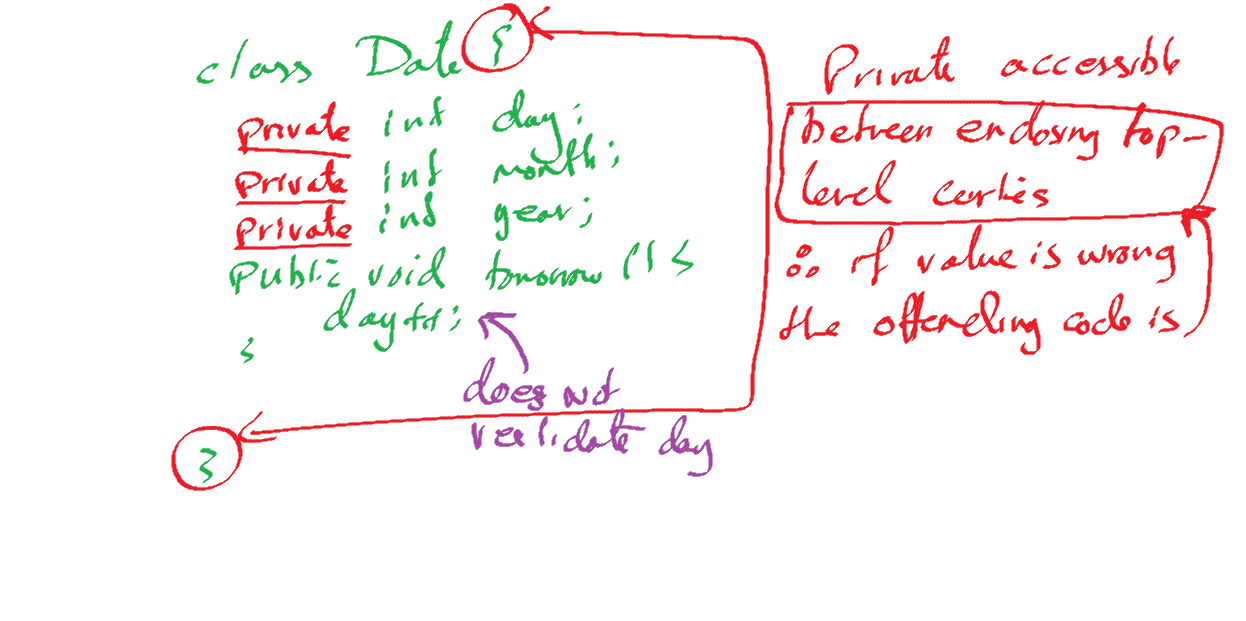 class Date {
private int day;
private int month;
private int year;
public void tomorrow () {
day++;
}
}
does not
validate day
Private accessible
between enclosing top-
level curlies
∴ if value is wrong
the offending code is